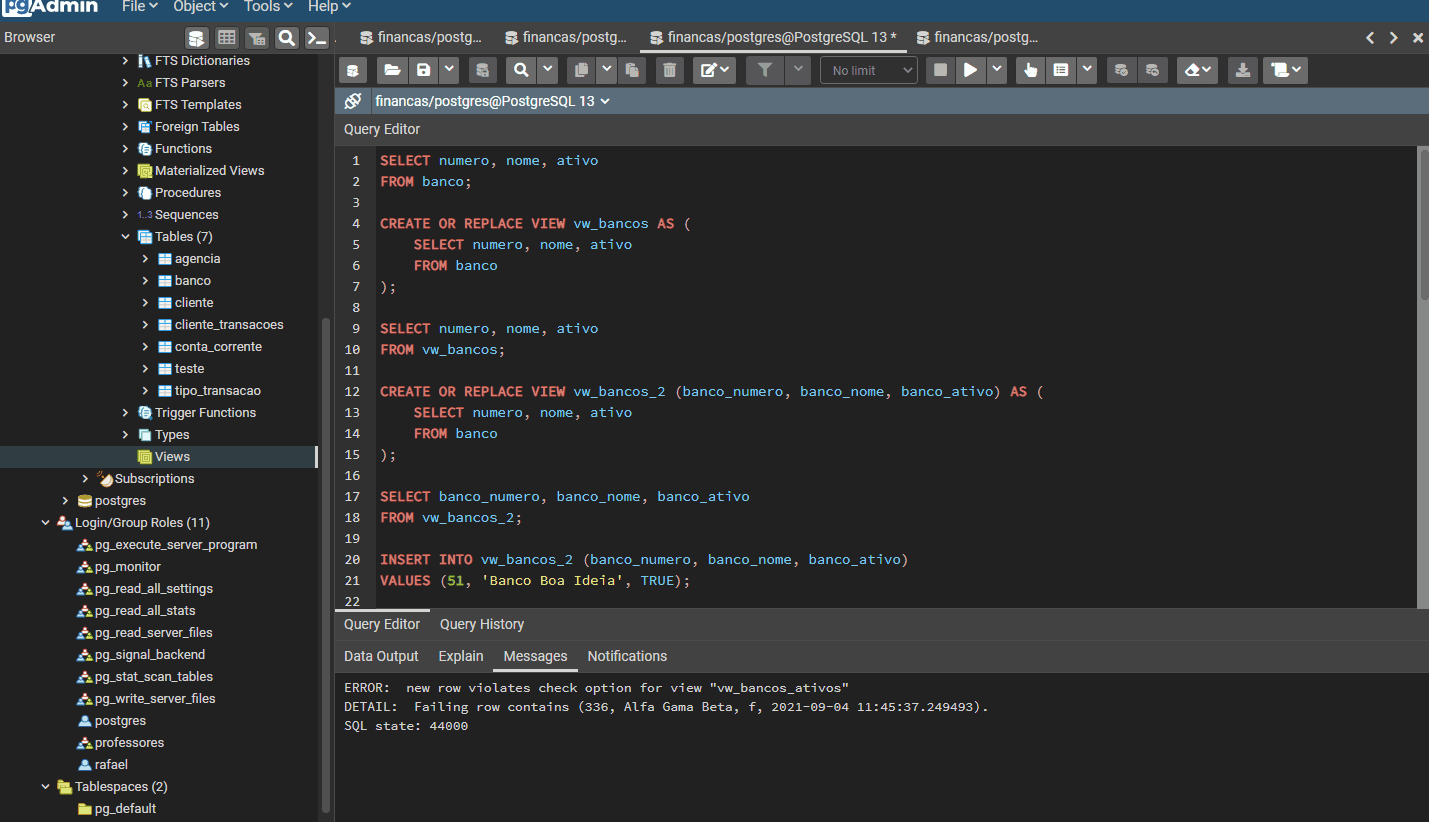 pgAdmin File Object Tools Help
Browser
financas/postg...
financas/postg...
financas/postgres@PostgreSQL 13 *
financas/postg...
FTS Dictionaries
Aa FTS Parsers
FTS Templates
Foreign Tables
Functions
Materialized Views
Procedures
1..3 Sequences
Tables (7)
agencia
banco
cliente
cliente_transacoes
conta_corrente
teste
tipo_transacao
Trigger Functions
Types
Views
Subscriptions
postgres
Login/Group Roles (11)
pg_execute_server_program
pg_monitor
pg_read_all_settings
pg_read_all_stats
pg_read_server_files
pg_signal_backend
pg_stat_scan_tables
pg_write_server_files
postgres
professores
rafael
Tablespaces (2)
pg_default
No limit
financas/postgres@PostgreSQL 13
Query Editor
1 SELECT numero, nome, ativo
2 FROM banco;
3
4 CREATE OR REPLACE VIEW vw_bancos AS (
5 SELECT numero, nome, ativo
6 FROM banco
7 );
8
9 SELECT numero, nome, ativo
10 FROM vw_bancos;
11
12 CREATE OR REPLACE VIEW vw_bancos_2 (banco_numero, banco_nome, banco_ativo) AS (
13 SELECT numero, nome, ativo
14 FROM banco
15 );
16
17 SELECT banco_numero, banco_nome, banco_ativo
18 FROM vw_bancos_2;
19
20 INSERT INTO vw_bancos_2 (banco_numero, banco_nome, banco_ativo)
21 VALUES (51, 'Banco Boa Ideia', TRUE);
22
Query Editor Query History
Data Output Explain Messages Notifications
ERROR: new row violates check option for view "vw_bancos_ativos"
DETAIL: Failing row contains (336, Alfa Gama Beta, f, 2021-09-04 11:45:37.249493).
SQL state: 44000